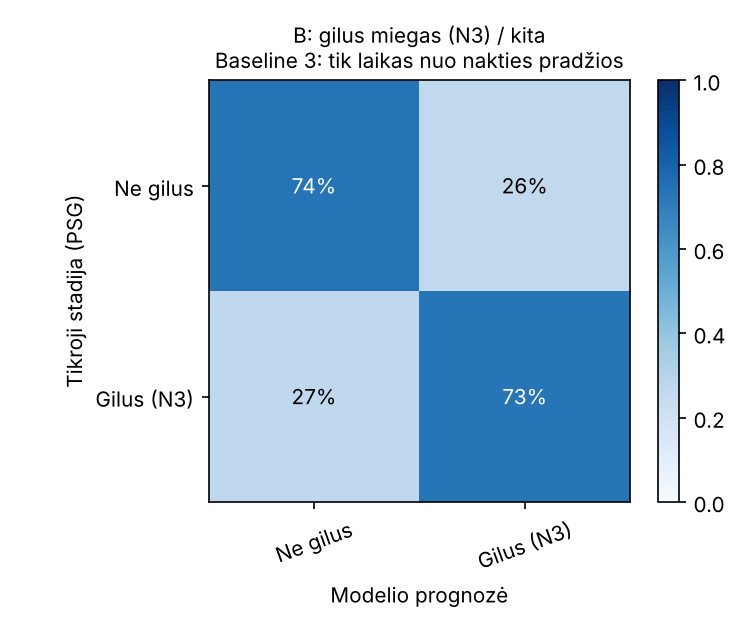 B: gilus miegas (N3) / kita
Baseline 3: tik laikas nuo nakties pradžios
Tikroji stadija (PSG)
Ne gilus
74%
26%
Gilus (N3)
27%
73%
Ne gilus
Gilus (N3)
Modelio prognozė
1.0
0.8
0.6
0.4
0.2
0.0